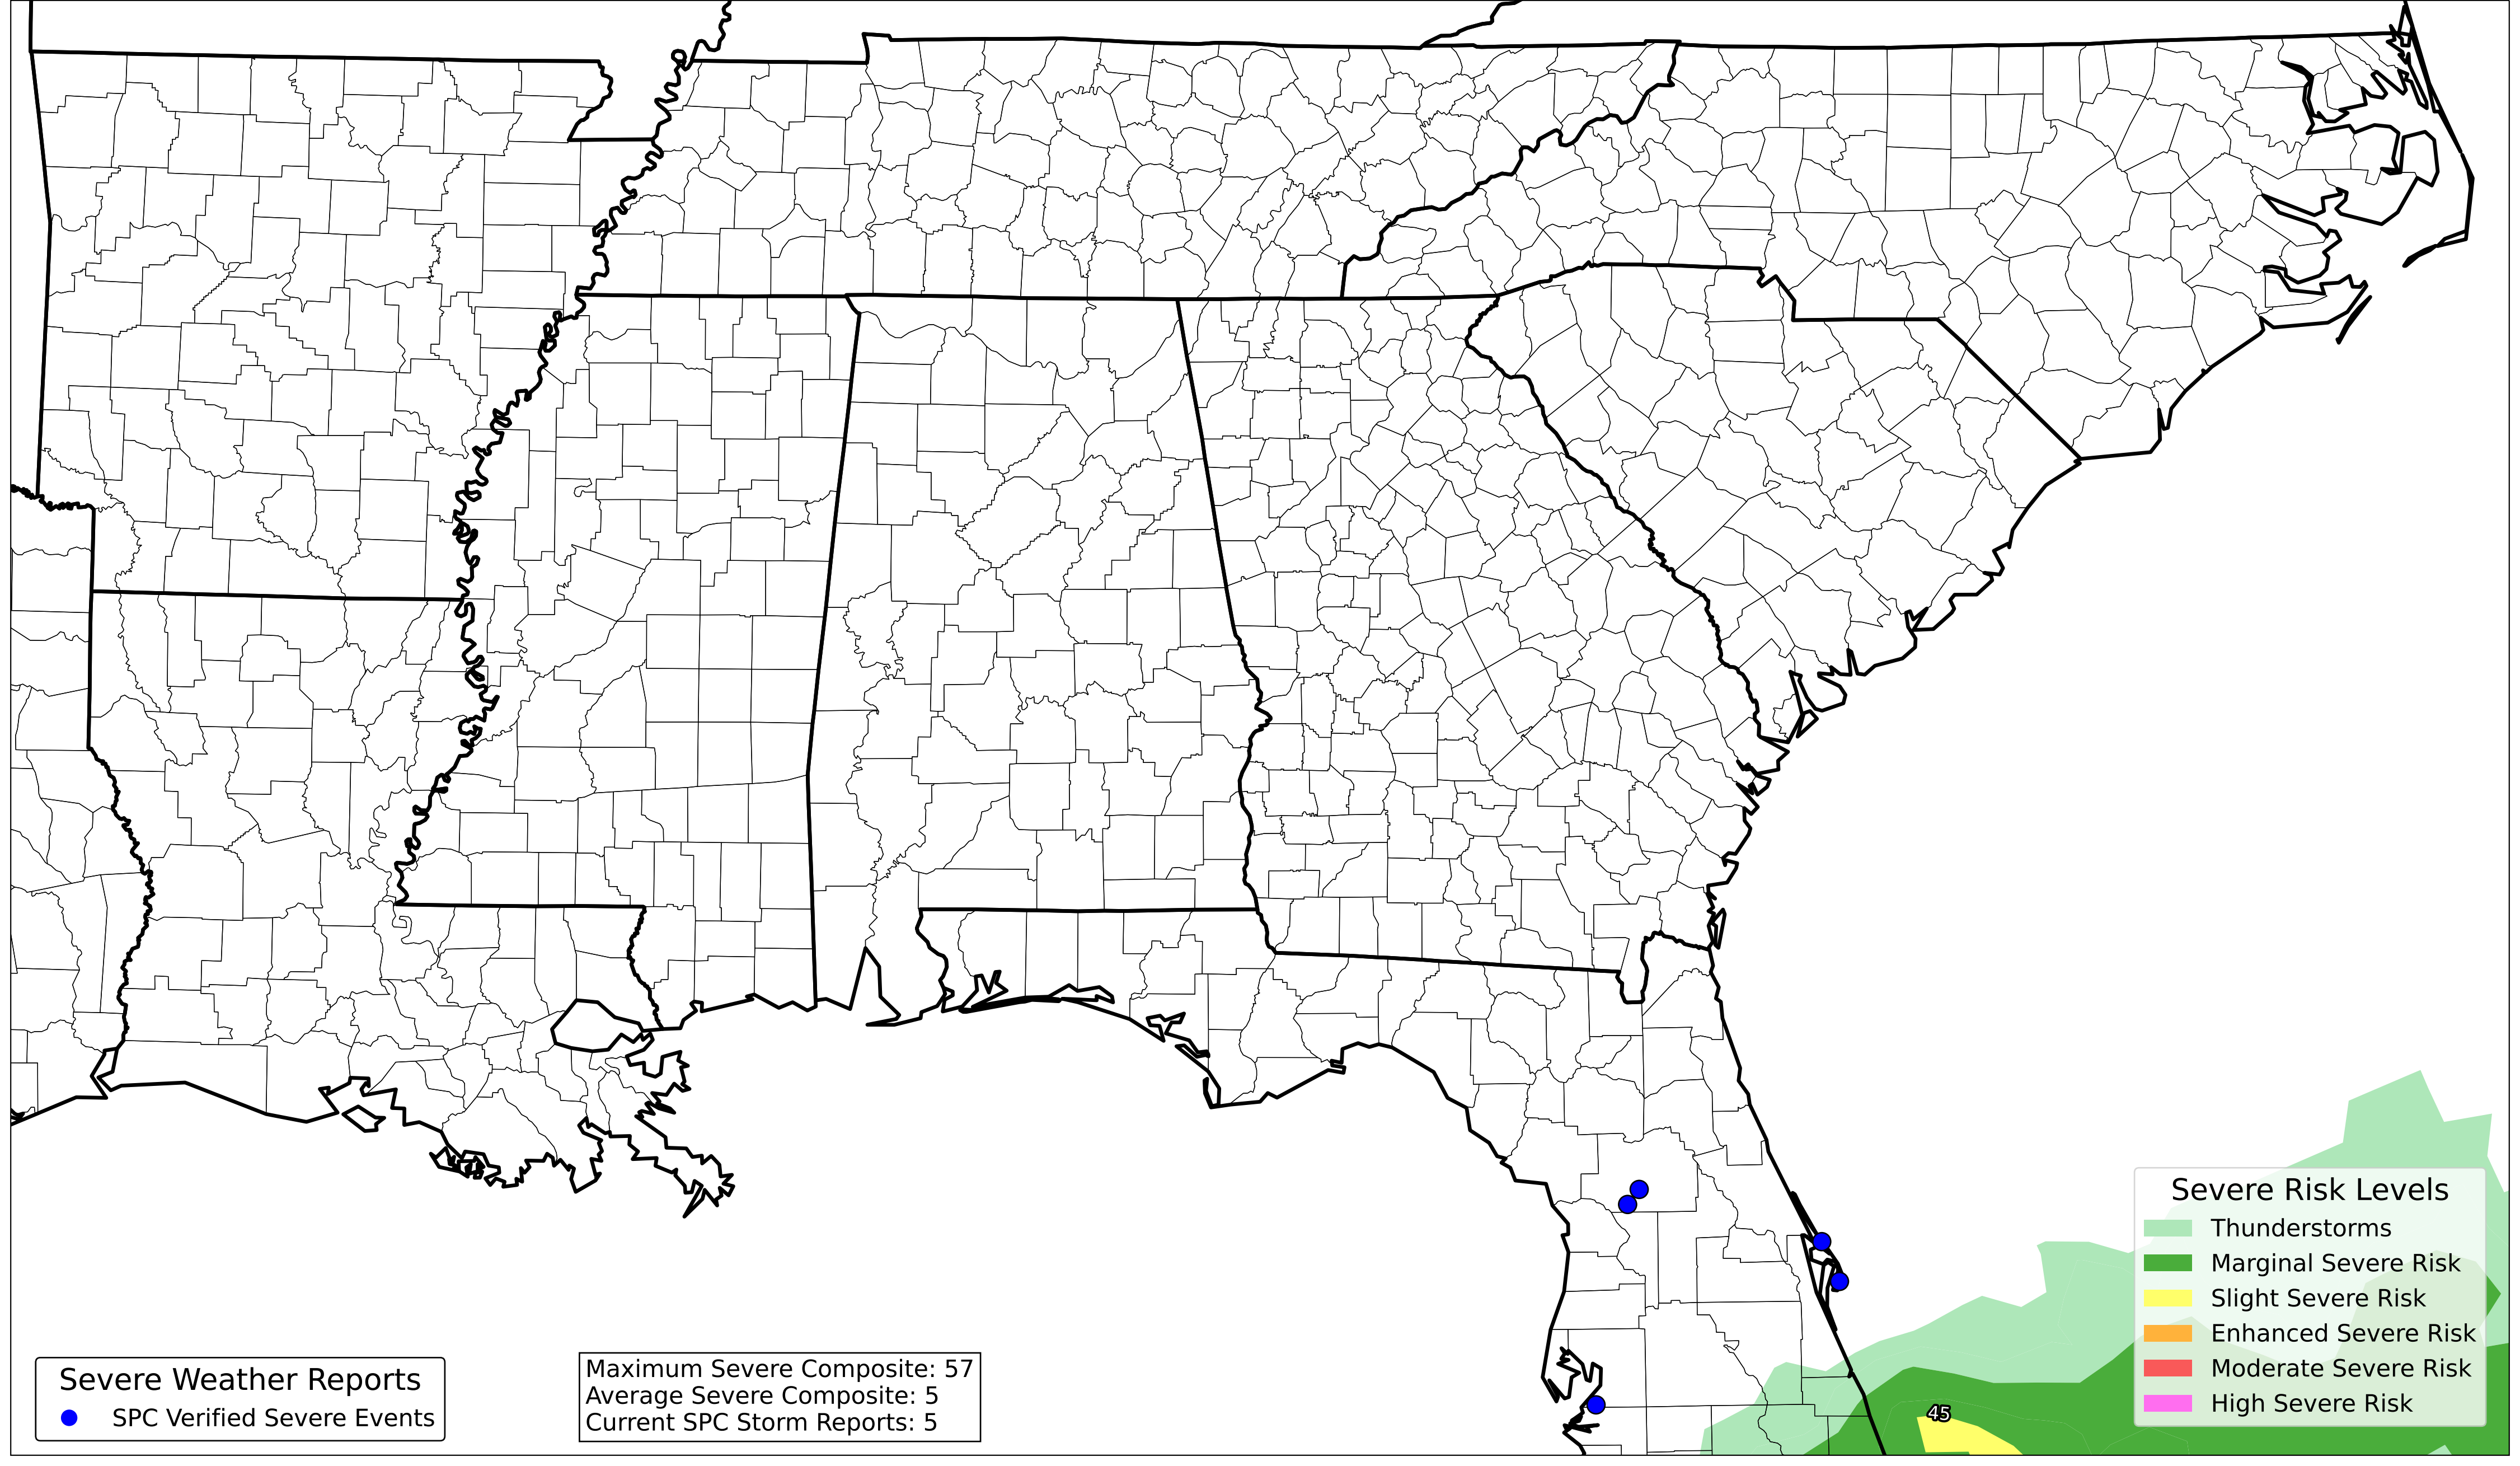 Severe Risk Levels
Thunderstorms
Marginal Severe Risk
Slight Severe Risk
Enhanced Severe Risk
Moderate Severe Risk
High Severe Risk
45
Severe Weather Reports
SPC Verified Severe Events
Maximum Severe Composite: 57
Average Severe Composite: 5
Current SPC Storm Reports: 5